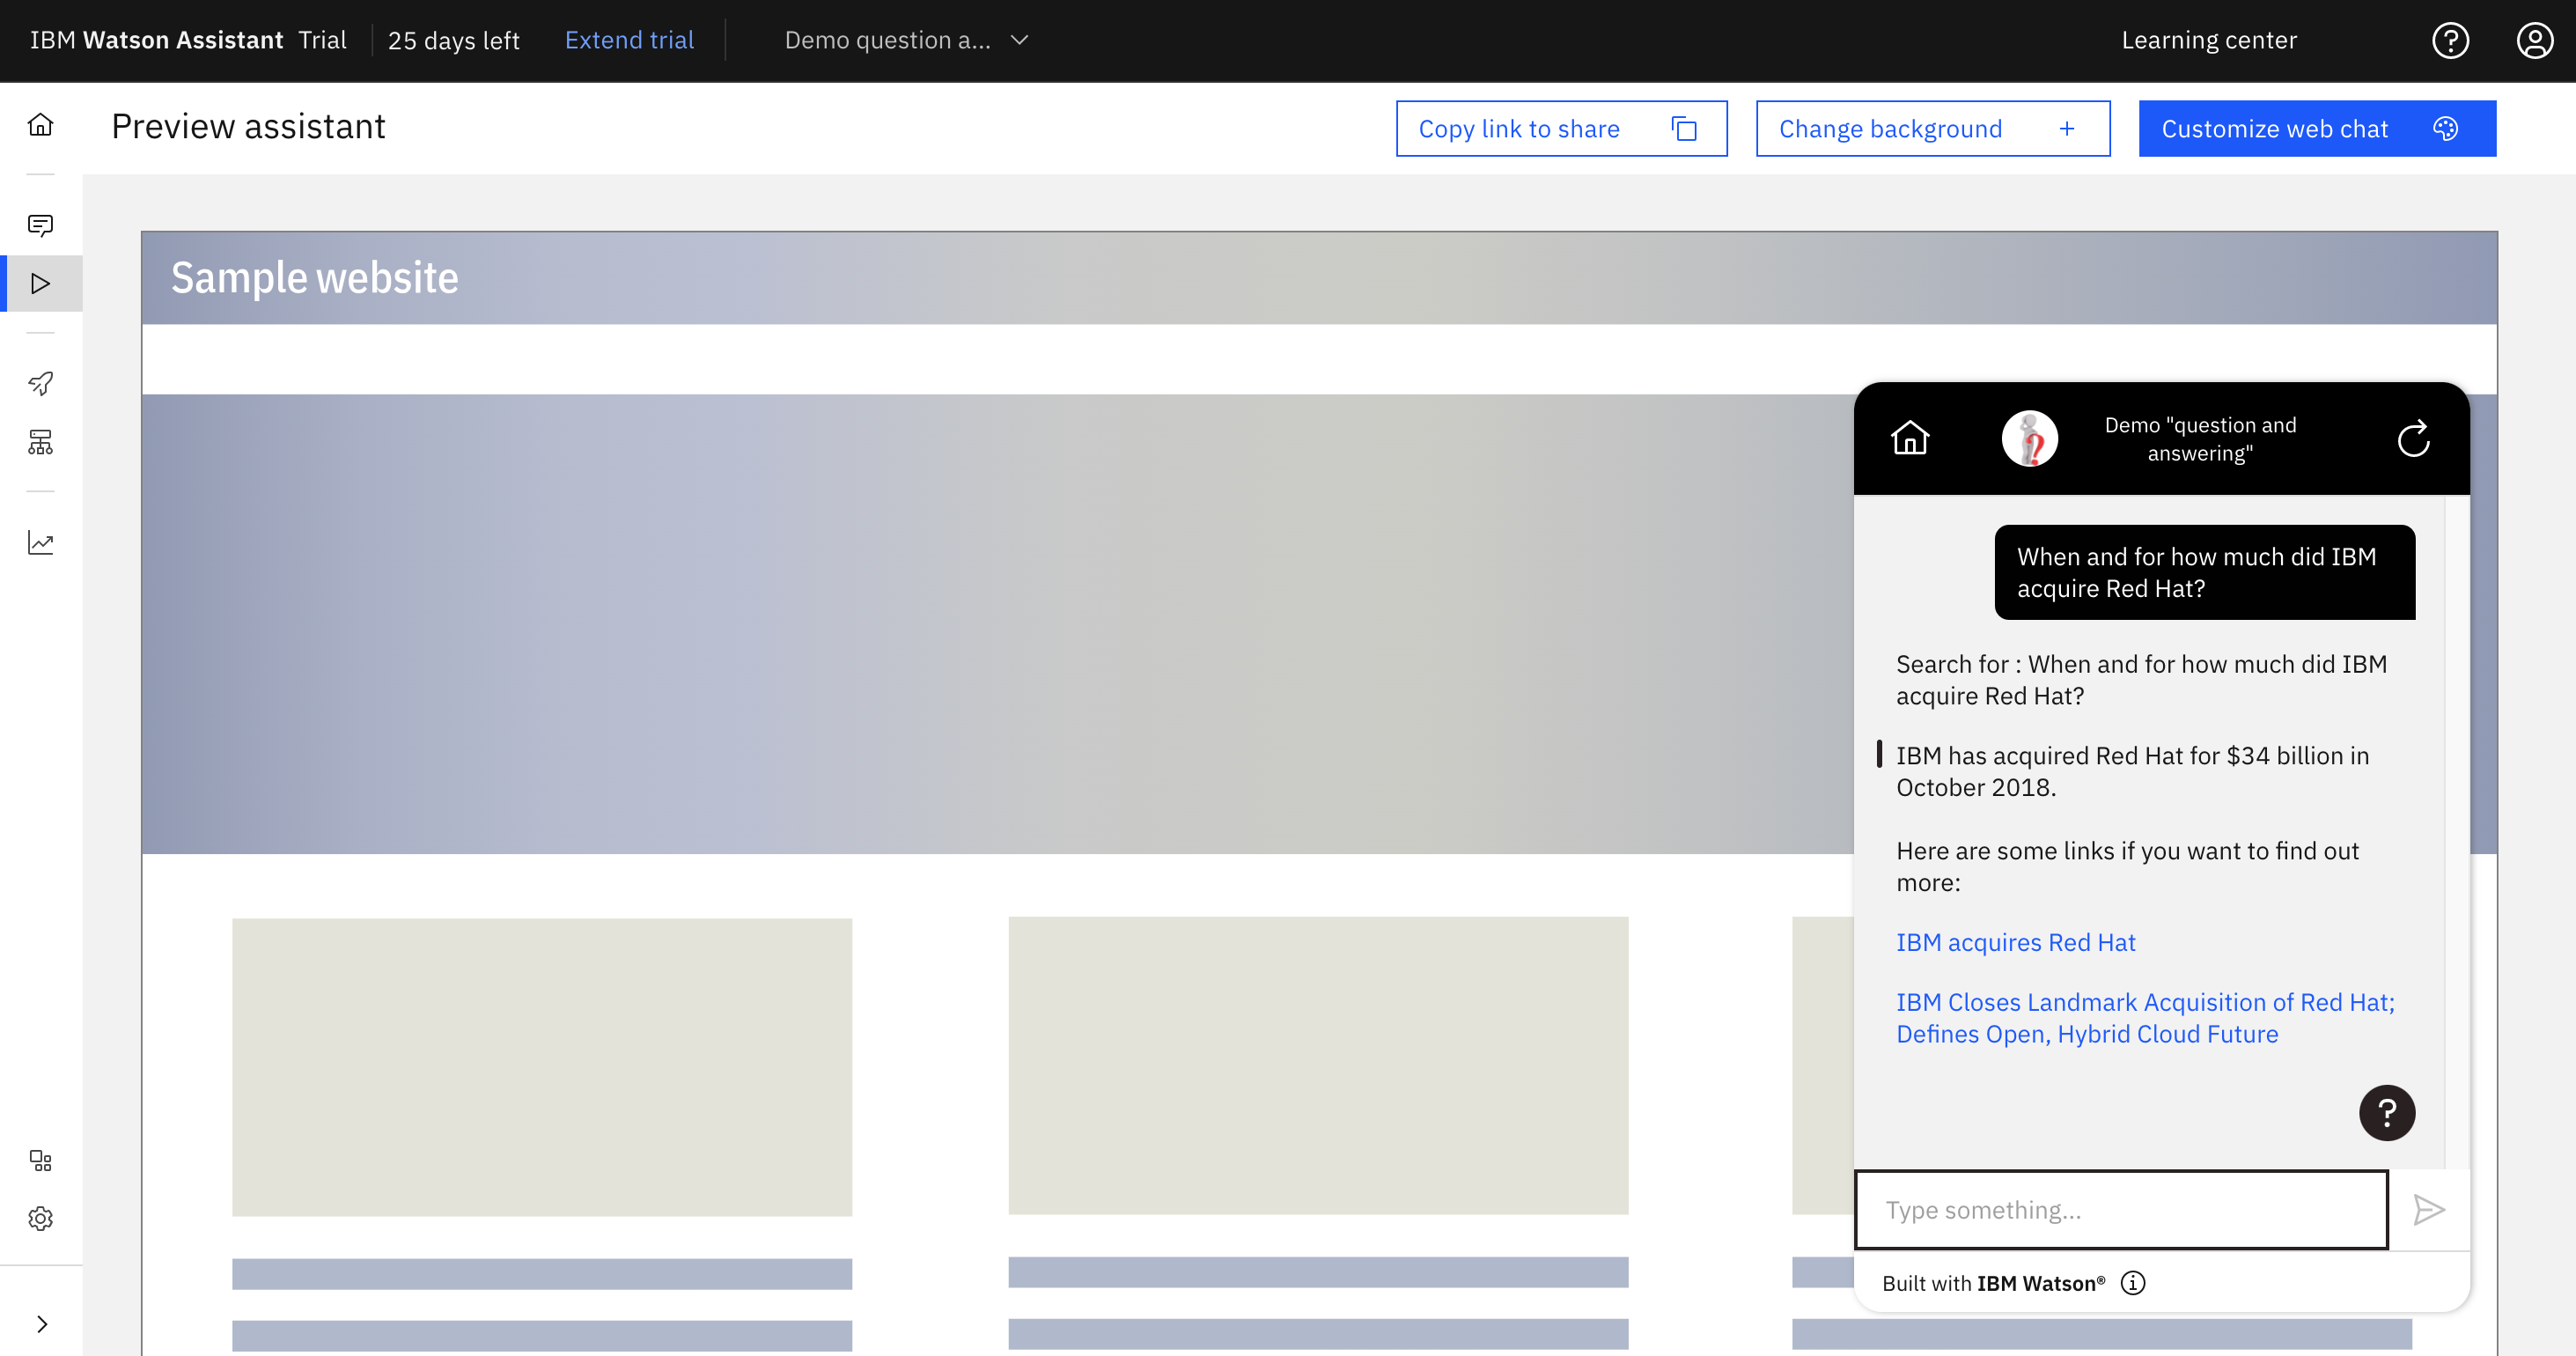 IBM Watson Assistant Trial
25 days left
Extend trial
Demo question a...
Learning center
Preview assistant
Copy link to share
Change background
Customize web chat
Sample website
Demo "question and
answering"
When and for how much did IBM
acquire Red Hat?
Search for : When and for how much did IBM
acquire Red Hat?
IBM has acquired Red Hat for $34 billion in
October 2018.
Here are some links if you want to find out
more:
IBM acquires Red Hat
IBM Closes Landmark Acquisition of Red Hat;
Defines Open, Hybrid Cloud Future
?
Type something...
Built with IBM Watson®